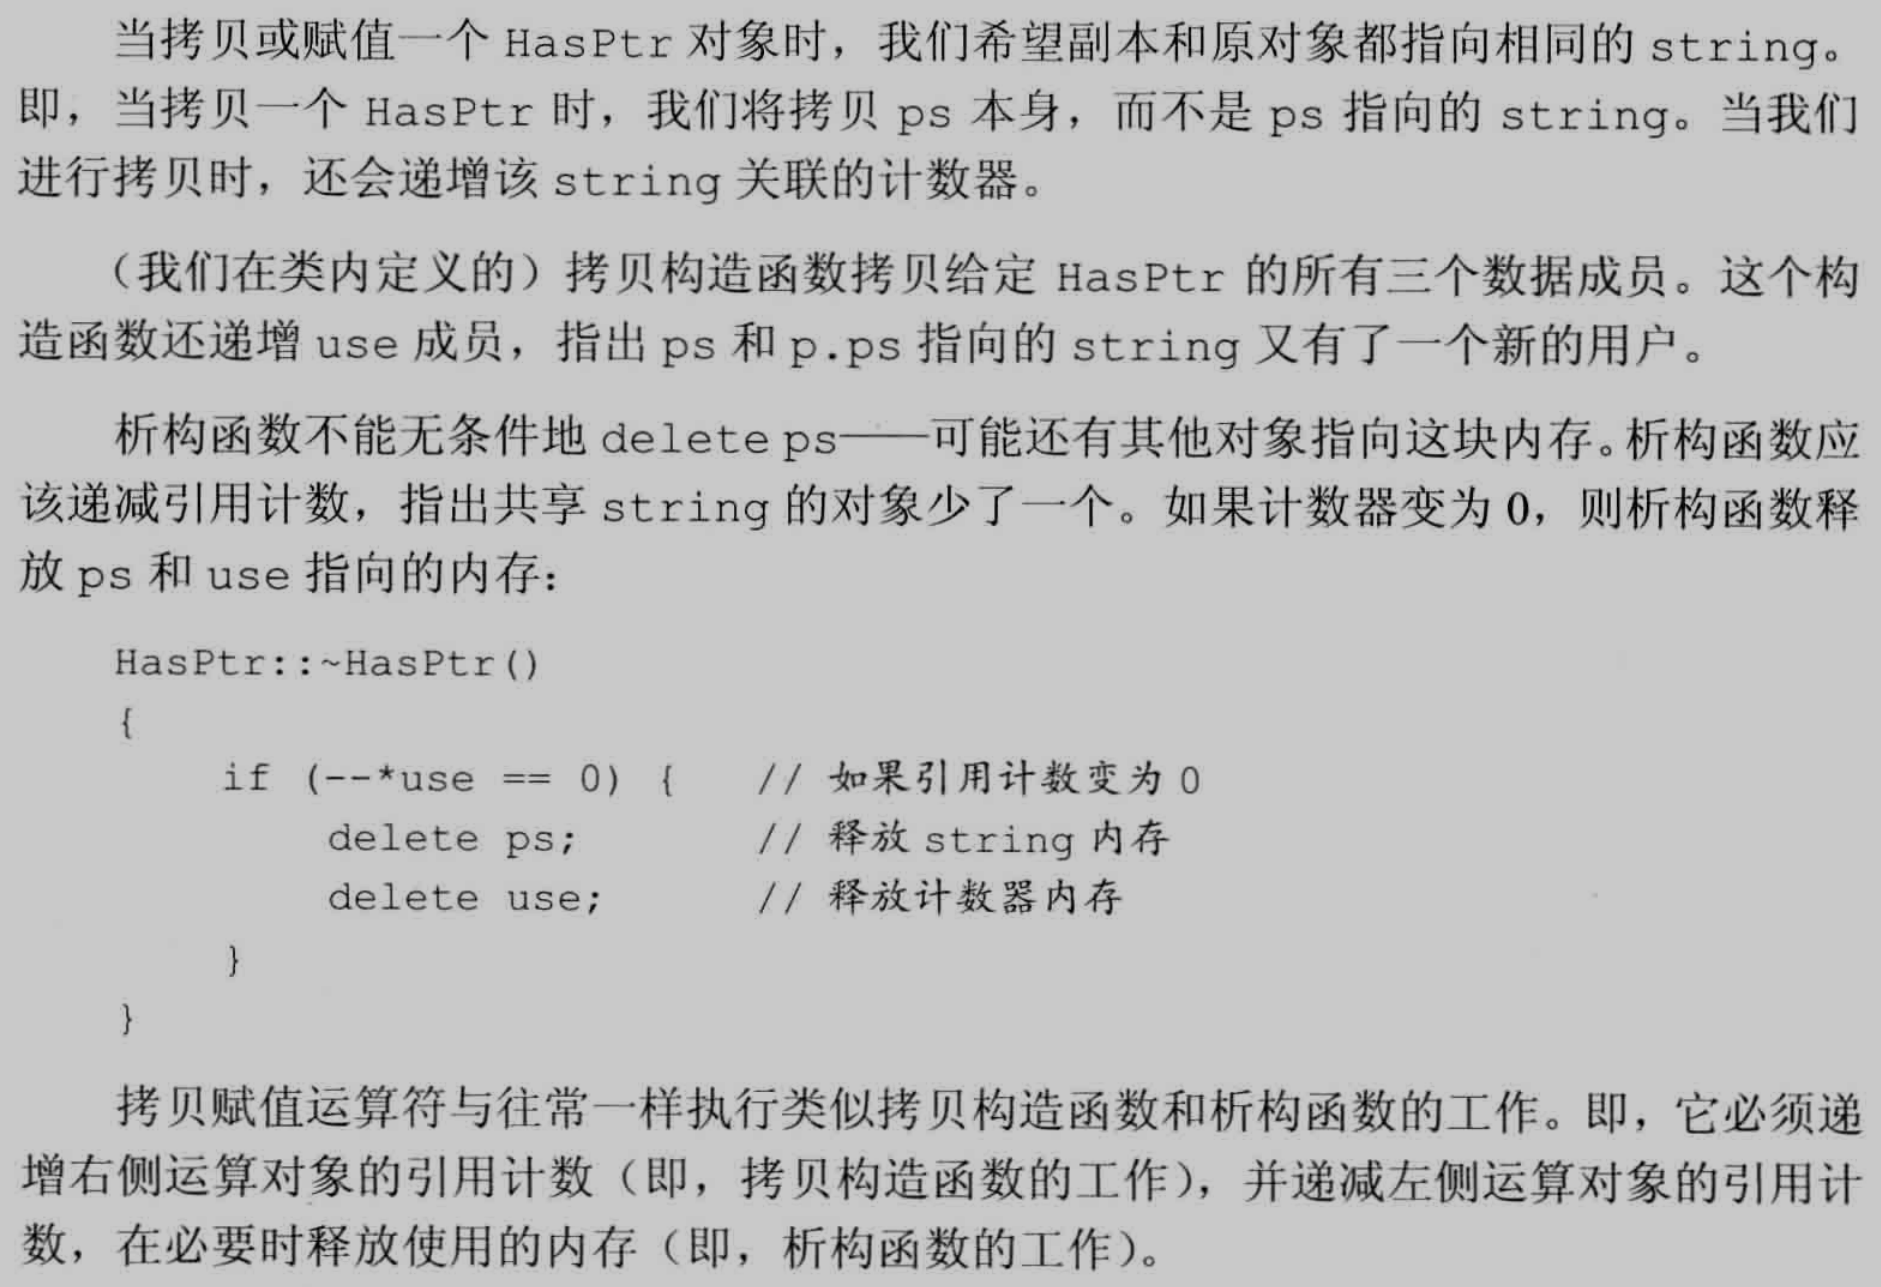 当拷贝或赋值一个 HasPtr 对象时，我们希望副本和原对象都指向相同的 string。
即，当拷贝一个 HasPtr 时，我们将拷贝 ps 本身，而不是 ps 指向的 string。当我们
进行拷贝时，还会递增该 string 关联的计数器。
（我们在类内定义的）拷贝构造函数拷贝给定 HasPtr 的所有三个数据成员。这个构
造函数还递增 use 成员，指出 ps 和 p.ps 指向的 string 又有了一个新的用户。
析构函数不能无条件地 delete ps——可能还有其他对象指向这块内存。析构函数应
该递减引用计数，指出共享 string 的对象少了一个。如果计数器变为 0，则析构函数释
放 ps 和 use 指向的内存：
HasPtr::~HasPtr()
{
if (--*use == 0) { // 如果引用计数变为 0
delete ps; // 释放 string 内存
delete use; // 释放计数器内存
}
}
拷贝赋值运算符与往常一样执行类似拷贝构造函数和析构函数的工作。即，它必须递
增右侧运算对象的引用计数（即，拷贝构造函数的工作），并递减左侧运算对象的引用计
数，在必要时释放使用的内存（即，析构函数的工作）。